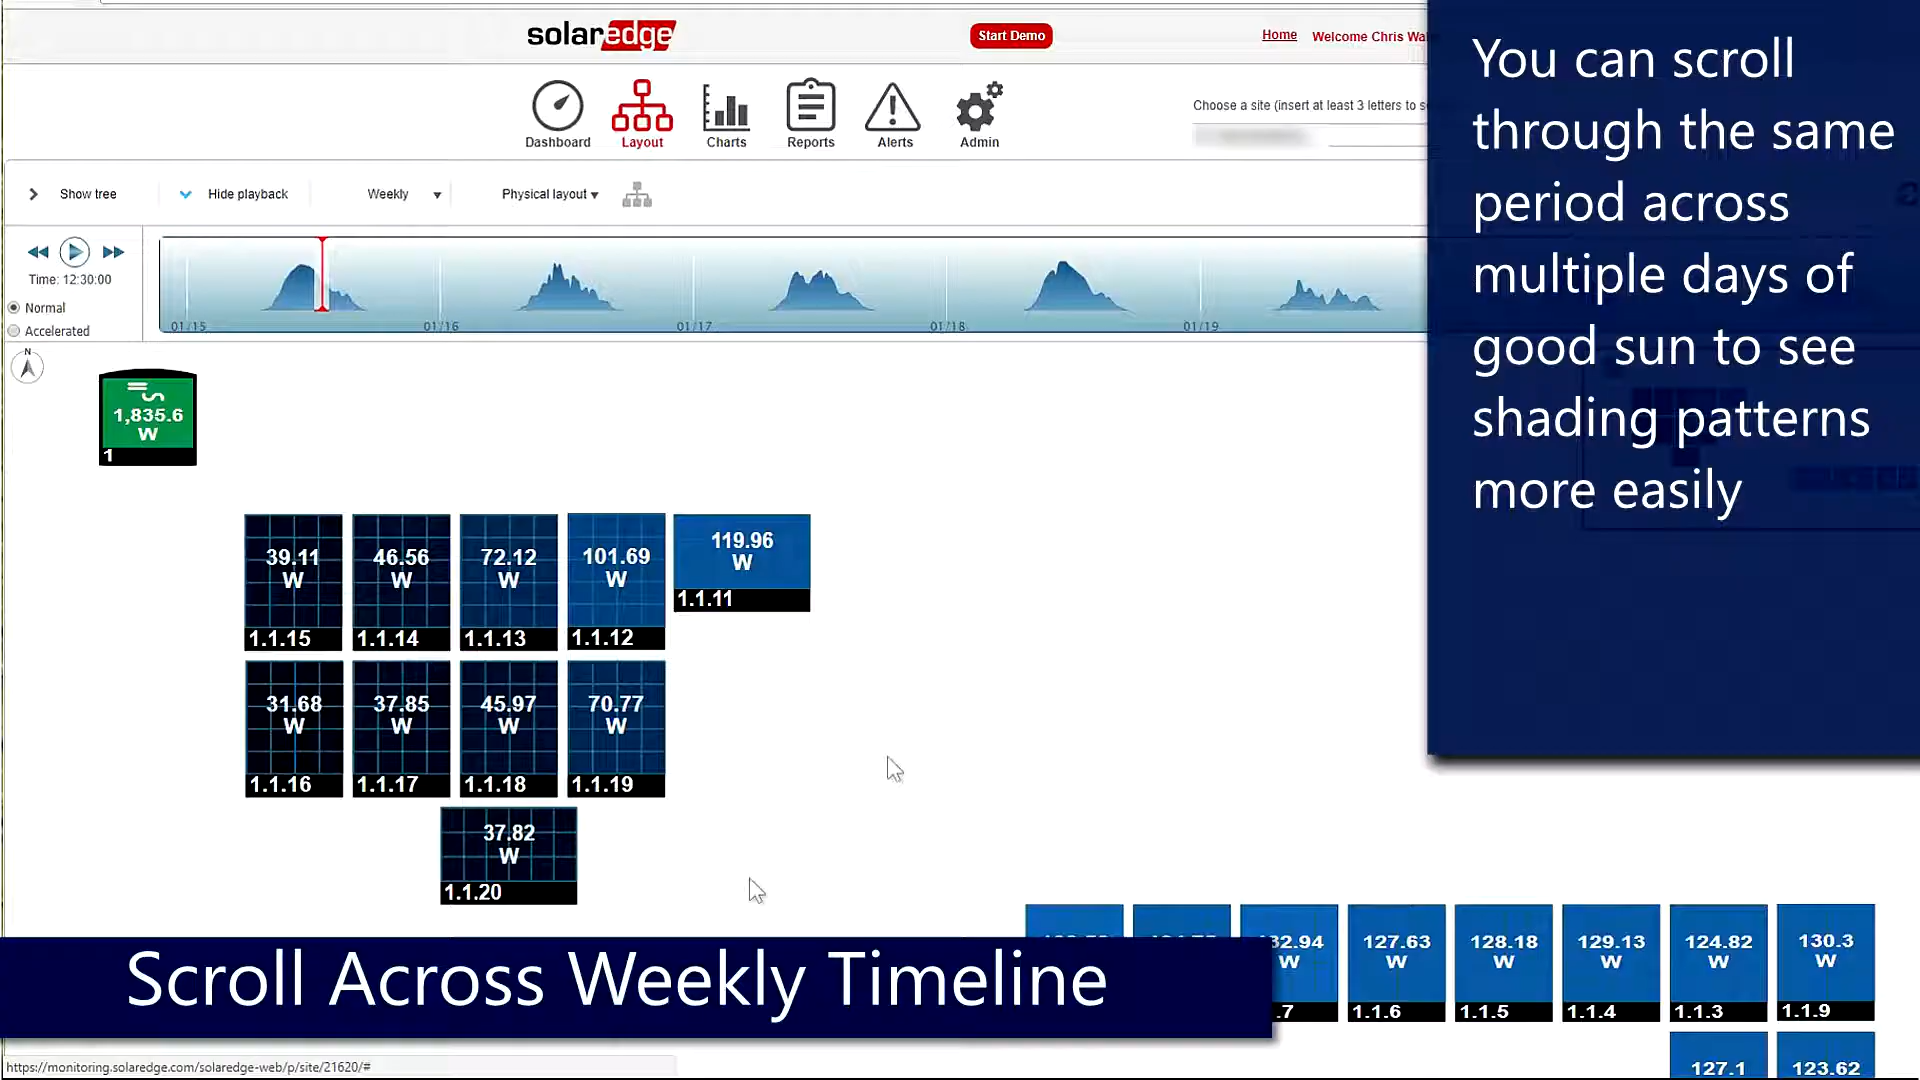 solaredge
Start Demo
Home
Welcome Chris
Dashboard
Layout
Charts
Reports
Alerts
Admin
Choose a site (insert at least 3 letters to
Show tree
Hide playback
Weekly
Physical layout
Time: 12:30:00
Normal
Accelerated
01/15
01/16
01/17
01/18
01/19
N
1,835.6
W
1
39.11
W
1.1.15
46.56
W
1.1.14
72.12
W
1.1.13
101.69
W
1.1.12
119.96
W
1.1.11
31.68
W
1.1.16
37.85
W
1.1.17
45.97
W
1.1.18
70.77
W
1.1.19
37.82
W
1.1.20
You can scroll
through the same
period across
multiple days of
good sun to see
shading patterns
more easily
W
127.63
W
1.1.6
128.18
W
1.1.5
129.13
W
1.1.4
124.82
W
1.1.3
130.3
W
1.1.9
127.1
123.62
Scroll Across Weekly Timeline
https://monitoring.solaredge.com/solaredge-web/p/site/21620/#